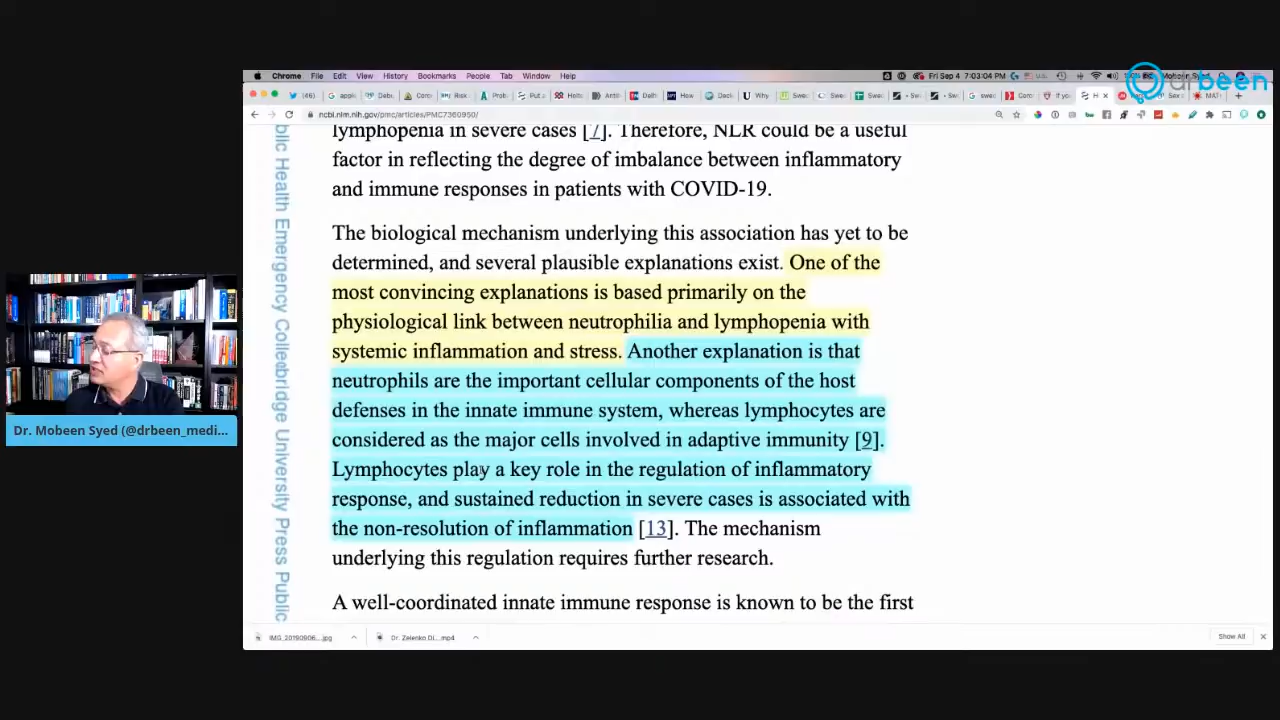 Chrome File Edit View History Bookmarks People Tab Window Help
Fri Sep 4 7:03:04 PM
Mobeen Syed
drbeen
ncbi.nlm.nih.gov/pmc/articles/PMC7360950/
lymphopenia in severe cases [7]. Therefore, NLR could be a useful
factor in reflecting the degree of imbalance between inflammatory
and immune responses in patients with COVID-19.
The biological mechanism underlying this association has yet to be
determined, and several plausible explanations exist. One of the
most convincing explanations is based primarily on the
physiological link between neutrophilia and lymphopenia with
systemic inflammation and stress. Another explanation is that
neutrophils are the important cellular components of the host
defenses in the innate immune system, whereas lymphocytes are
considered as the major cells involved in adaptive immunity [9].
Lymphocytes play a key role in the regulation of inflammatory
response, and sustained reduction in severe cases is associated with
the non-resolution of inflammation [13]. The mechanism
underlying this regulation requires further research.
A well-coordinated innate immune response is known to be the first
Dr. Mobeen Syed (@drbeen_medi...
IMG_20190906....jpg
Dr. Zelenko Di....mp4
Show All